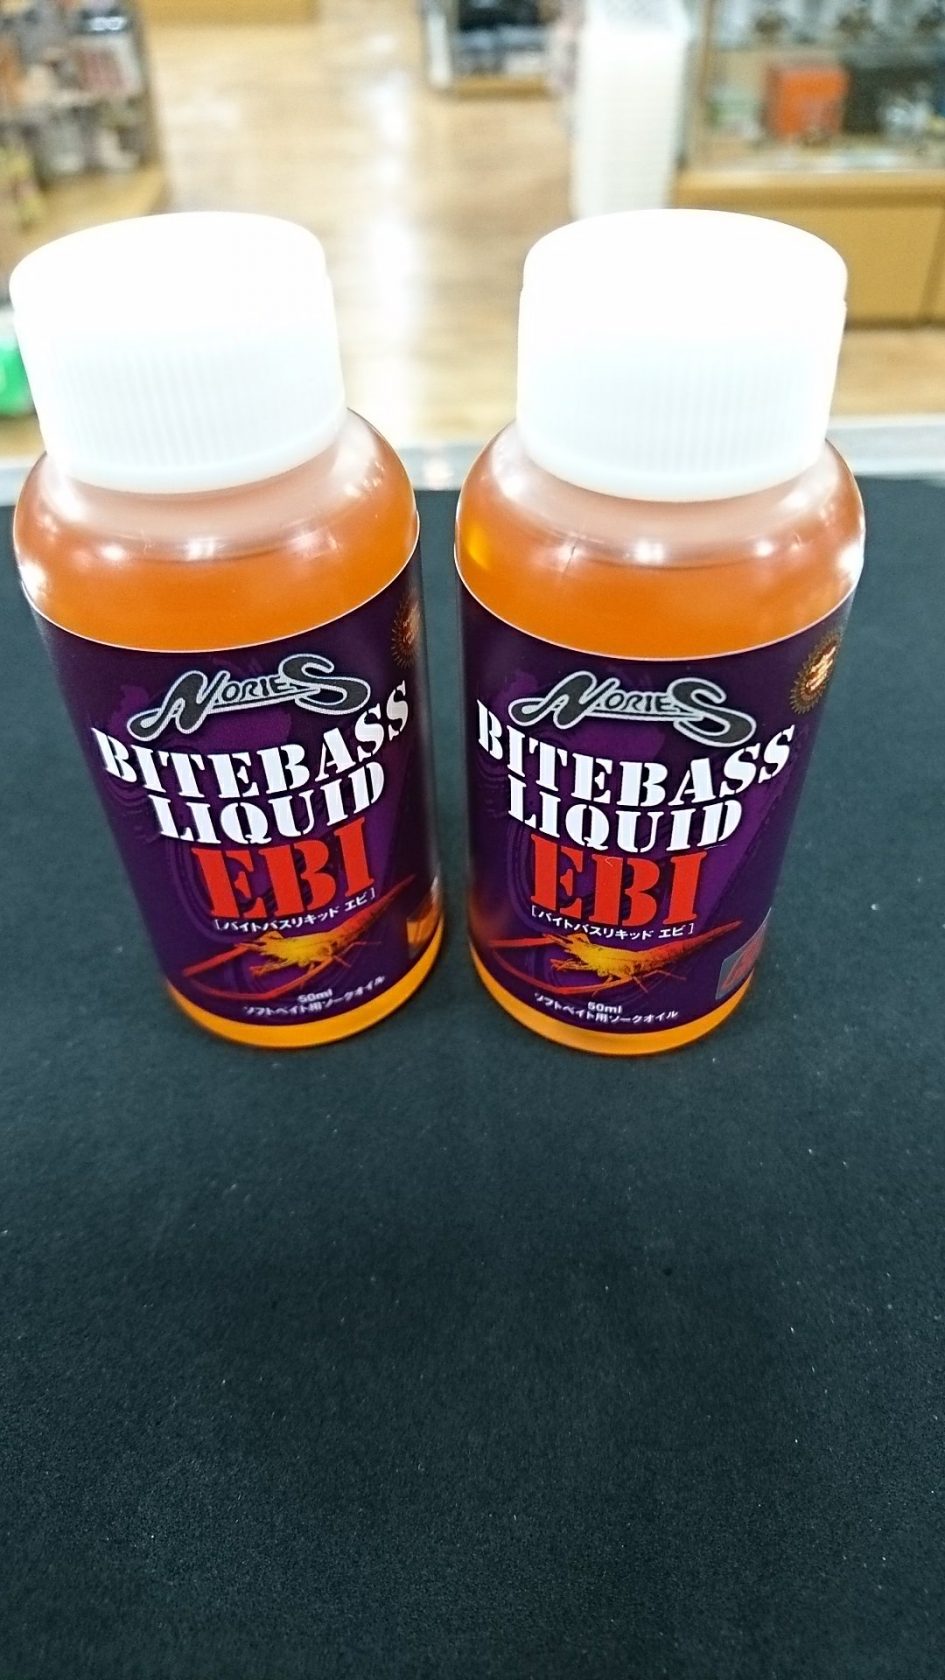 NORIES
BITEBASS
LIQUID
EBI
[バイトバスリキッド エビ]
50ml
ソフトベイト用ソークオイル
NORIES
BITEBASS
LIQUID
EBI
[バイトバスリキッド エビ]
50ml
ソフトベイト用ソークオイル